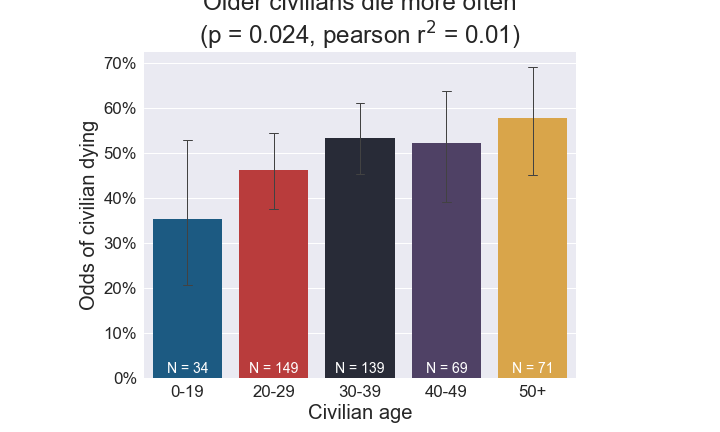 Older civilians die more often
(p = 0.024, pearson r² = 0.01)
70%
60%
50%
40%
30%
20%
10%
0%
Odds of civilian dying
N = 34
N = 149
N = 139
N = 69
N = 71
0-19
20-29
30-39
40-49
50+
Civilian age